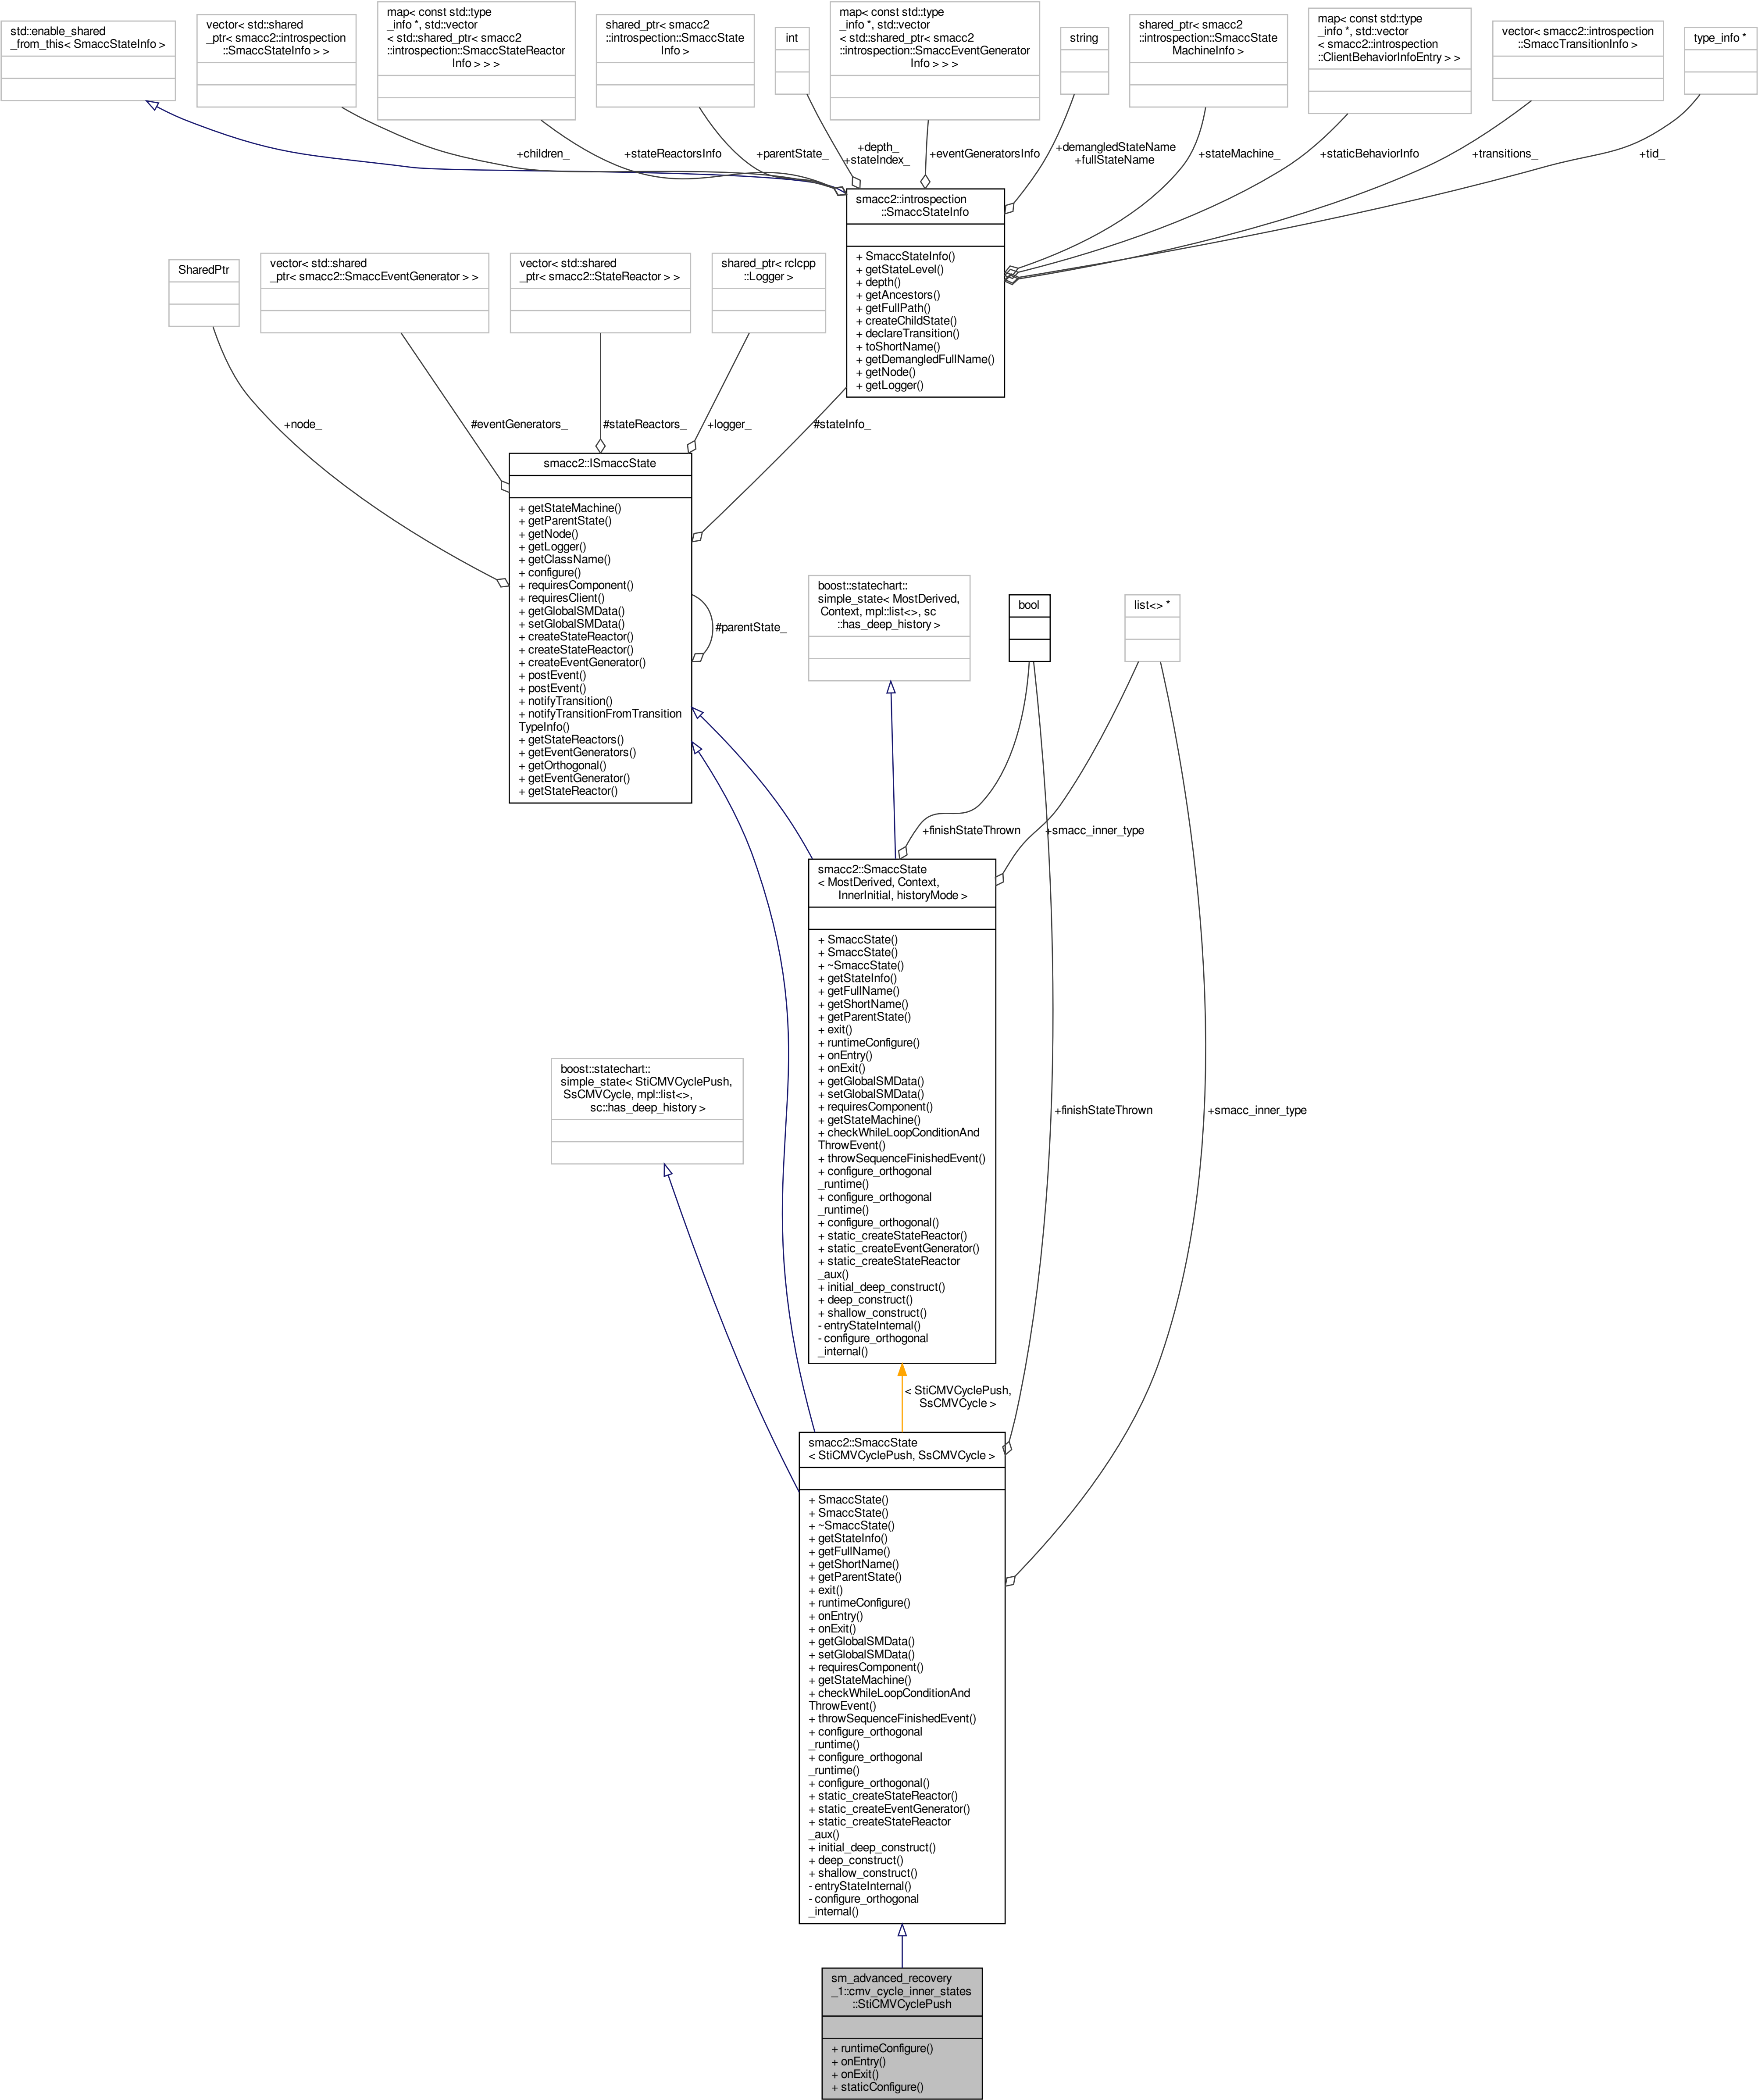 std::enable_shared
_from_this< SmaccStateInfo >
vector< std::shared
_ptr< smacc2::introspection
::SmaccStateInfo > >
map< const std::type
_info *, std::vector
< std::shared_ptr< smacc2
::introspection::SmaccStateReactor
Info > > >
shared_ptr< smacc2
::introspection::SmaccState
Info >
int
map< const std::type
_info *, std::vector
< std::shared_ptr< smacc2
::introspection::SmaccEventGenerator
Info > > >
string
shared_ptr< smacc2
::introspection::SmaccState
MachineInfo >
map< const std::type
_info *, std::vector
< smacc2::introspection
::ClientBehaviorInfoEntry > >
vector< smacc2::introspection
::SmaccTransitionInfo >
type_info *
+children_
+stateReactorsInfo
+parentState_
+depth_
+stateIndex_
+eventGeneratorsInfo
+demangledStateName
+fullStateName
+stateMachine_
+staticBehaviorInfo
+transitions_
+tid_
smacc2::introspection
::SmaccStateInfo
+ SmaccStateInfo()
+ getStateLevel()
+ depth()
+ getAncestors()
+ getFullPath()
+ createChildState()
+ declareTransition()
+ toShortName()
+ getDemangledFullName()
+ getNode()
+ getLogger()
SharedPtr
vector< std::shared
_ptr< smacc2::SmaccEventGenerator > >
vector< std::shared
_ptr< smacc2::StateReactor > >
shared_ptr< rclcpp
::Logger >
+node_
#eventGenerators_
#stateReactors_
+logger_
#stateInfo_
smacc2::ISmaccState
+ getStateMachine()
+ getParentState()
+ getNode()
+ getLogger()
+ getClassName()
+ configure()
+ requiresComponent()
+ requiresClient()
+ getGlobalSMData()
+ setGlobalSMData()
+ createStateReactor()
+ createStateReactor()
+ createEventGenerator()
+ postEvent()
+ postEvent()
+ notifyTransition()
+ notifyTransitionFromTransition
TypeInfo()
+ getStateReactors()
+ getEventGenerators()
+ getOrthogonal()
+ getEventGenerator()
+ getStateReactor()
#parentState_
boost::statechart::
simple_state< MostDerived,
Context, mpl::list<>, sc
::has_deep_history >
bool
list<> *
+finishStateThrown
+smacc_inner_type
smacc2::SmaccState
< MostDerived, Context,
InnerInitial, historyMode >
+ SmaccState()
+ SmaccState()
+ ~SmaccState()
+ getStateInfo()
+ getFullName()
+ getShortName()
+ getParentState()
+ exit()
+ runtimeConfigure()
+ onEntry()
+ onExit()
+ getGlobalSMData()
+ setGlobalSMData()
+ requiresComponent()
+ getStateMachine()
+ checkWhileLoopConditionAnd
ThrowEvent()
+ throwSequenceFinishedEvent()
+ configure_orthogonal
_runtime()
+ configure_orthogonal
_runtime()
+ configure_orthogonal()
+ static_createStateReactor()
+ static_createEventGenerator()
+ static_createStateReactor
_aux()
+ initial_deep_construct()
+ deep_construct()
+ shallow_construct()
- entryStateInternal()
- configure_orthogonal
_internal()
boost::statechart::
simple_state< StiCMVCyclePush,
SsCMVCycle, mpl::list<>,
sc::has_deep_history >
+finishStateThrown
+smacc_inner_type
< StiCMVCyclePush,
SsCMVCycle >
smacc2::SmaccState
< StiCMVCyclePush, SsCMVCycle >
+ SmaccState()
+ SmaccState()
+ ~SmaccState()
+ getStateInfo()
+ getFullName()
+ getShortName()
+ getParentState()
+ exit()
+ runtimeConfigure()
+ onEntry()
+ onExit()
+ getGlobalSMData()
+ setGlobalSMData()
+ requiresComponent()
+ getStateMachine()
+ checkWhileLoopConditionAnd
ThrowEvent()
+ throwSequenceFinishedEvent()
+ configure_orthogonal
_runtime()
+ configure_orthogonal
_runtime()
+ configure_orthogonal()
+ static_createStateReactor()
+ static_createEventGenerator()
+ static_createStateReactor
_aux()
+ initial_deep_construct()
+ deep_construct()
+ shallow_construct()
- entryStateInternal()
- configure_orthogonal
_internal()
sm_advanced_recovery
_1::cmv_cycle_inner_states
::StiCMVCyclePush
+ runtimeConfigure()
+ onEntry()
+ onExit()
+ staticConfigure()